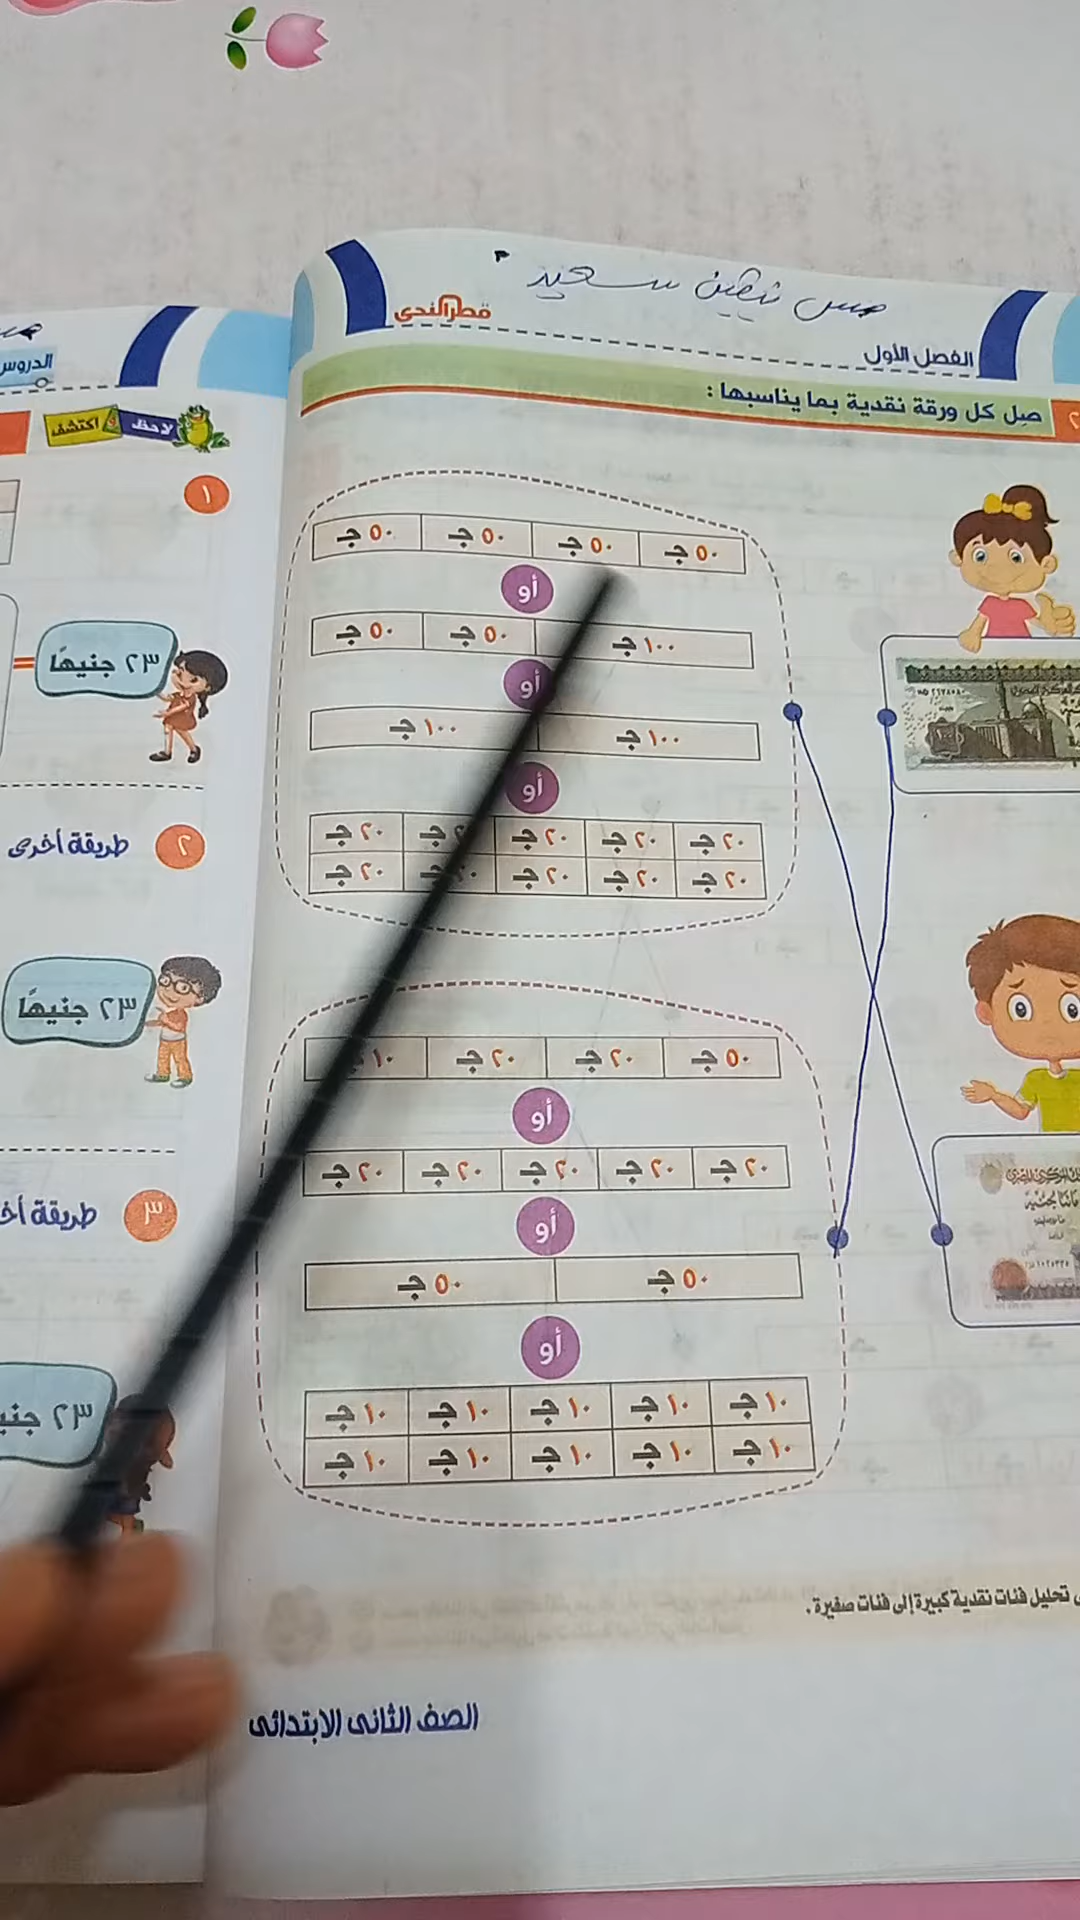 مس نيفين سعيد
قطر الندى
الفصل الأول
صل كل ورقة نقدية بما يناسبها :
٥٠ ج ٥٠ ج ٥٠ ج ٥٠ ج
أو
١٠٠ ج ٥٠ ج ٥٠ ج
أو
١٠٠ ج ١٠٠ ج
أو
٢٠ ج ٢٠ ج ٢٠ ج ٢٠ ج
٢٠ ج ٢٠ ج ٢٠ ج ٢٠ ج
٥٠ ج ٢٠ ج ٢٠ ج ١٠
أو
٢٠ ج ٢٠ ج ٢٠ ج ٢٠ ج ٢٠ ج
أو
٥٠ ج ٥٠ ج
أو
١٠ ج ١٠ ج ١٠ ج ١٠ ج ١٠ ج
١٠ ج ١٠ ج ١٠ ج ١٠ ج ١٠ ج
تحليل فئات نقدية كبيرة إلى فئات صغيرة .
الصف الثانى الابتدائى
الدروس
لاحظ و اكتشف
١
٢٣ جنيهًا
=
٢ طريقة أخرى
٢٣ جنيهًا
٣ طريقة
٢٣